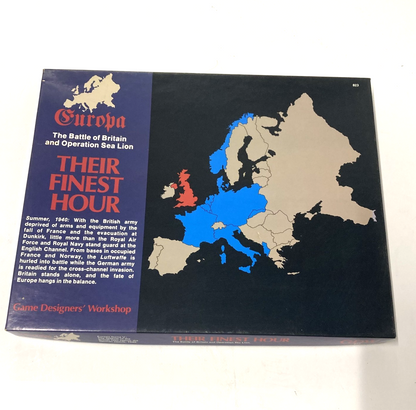 Europa
The Battle of Britain
and Operation Sea Lion
THEIR
FINEST
HOUR
Summer, 1940: With the British army
deprived of arms and equipment by the
fall of France and the evacuation at
Dunkirk, little more than the Royal Air
Force and Royal Navy stand guard at the
English Channel. From bases in occupied
France and Norway, the Luftwaffe is
hurled into battle while the German army
is readied for the cross-channel invasion.
Britain stands alone, and the fate of
Europe hangs in the balance.
Game Designers' Workshop
THEIR FINEST HOUR